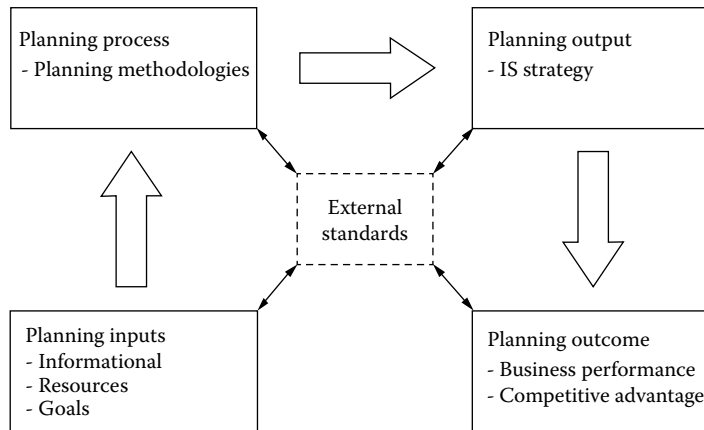 Planning process
- Planning methodologies
Planning output
- IS strategy
External
standards
Planning inputs
- Informational
- Resources
- Goals
Planning outcome
- Business performance
- Competitive advantage